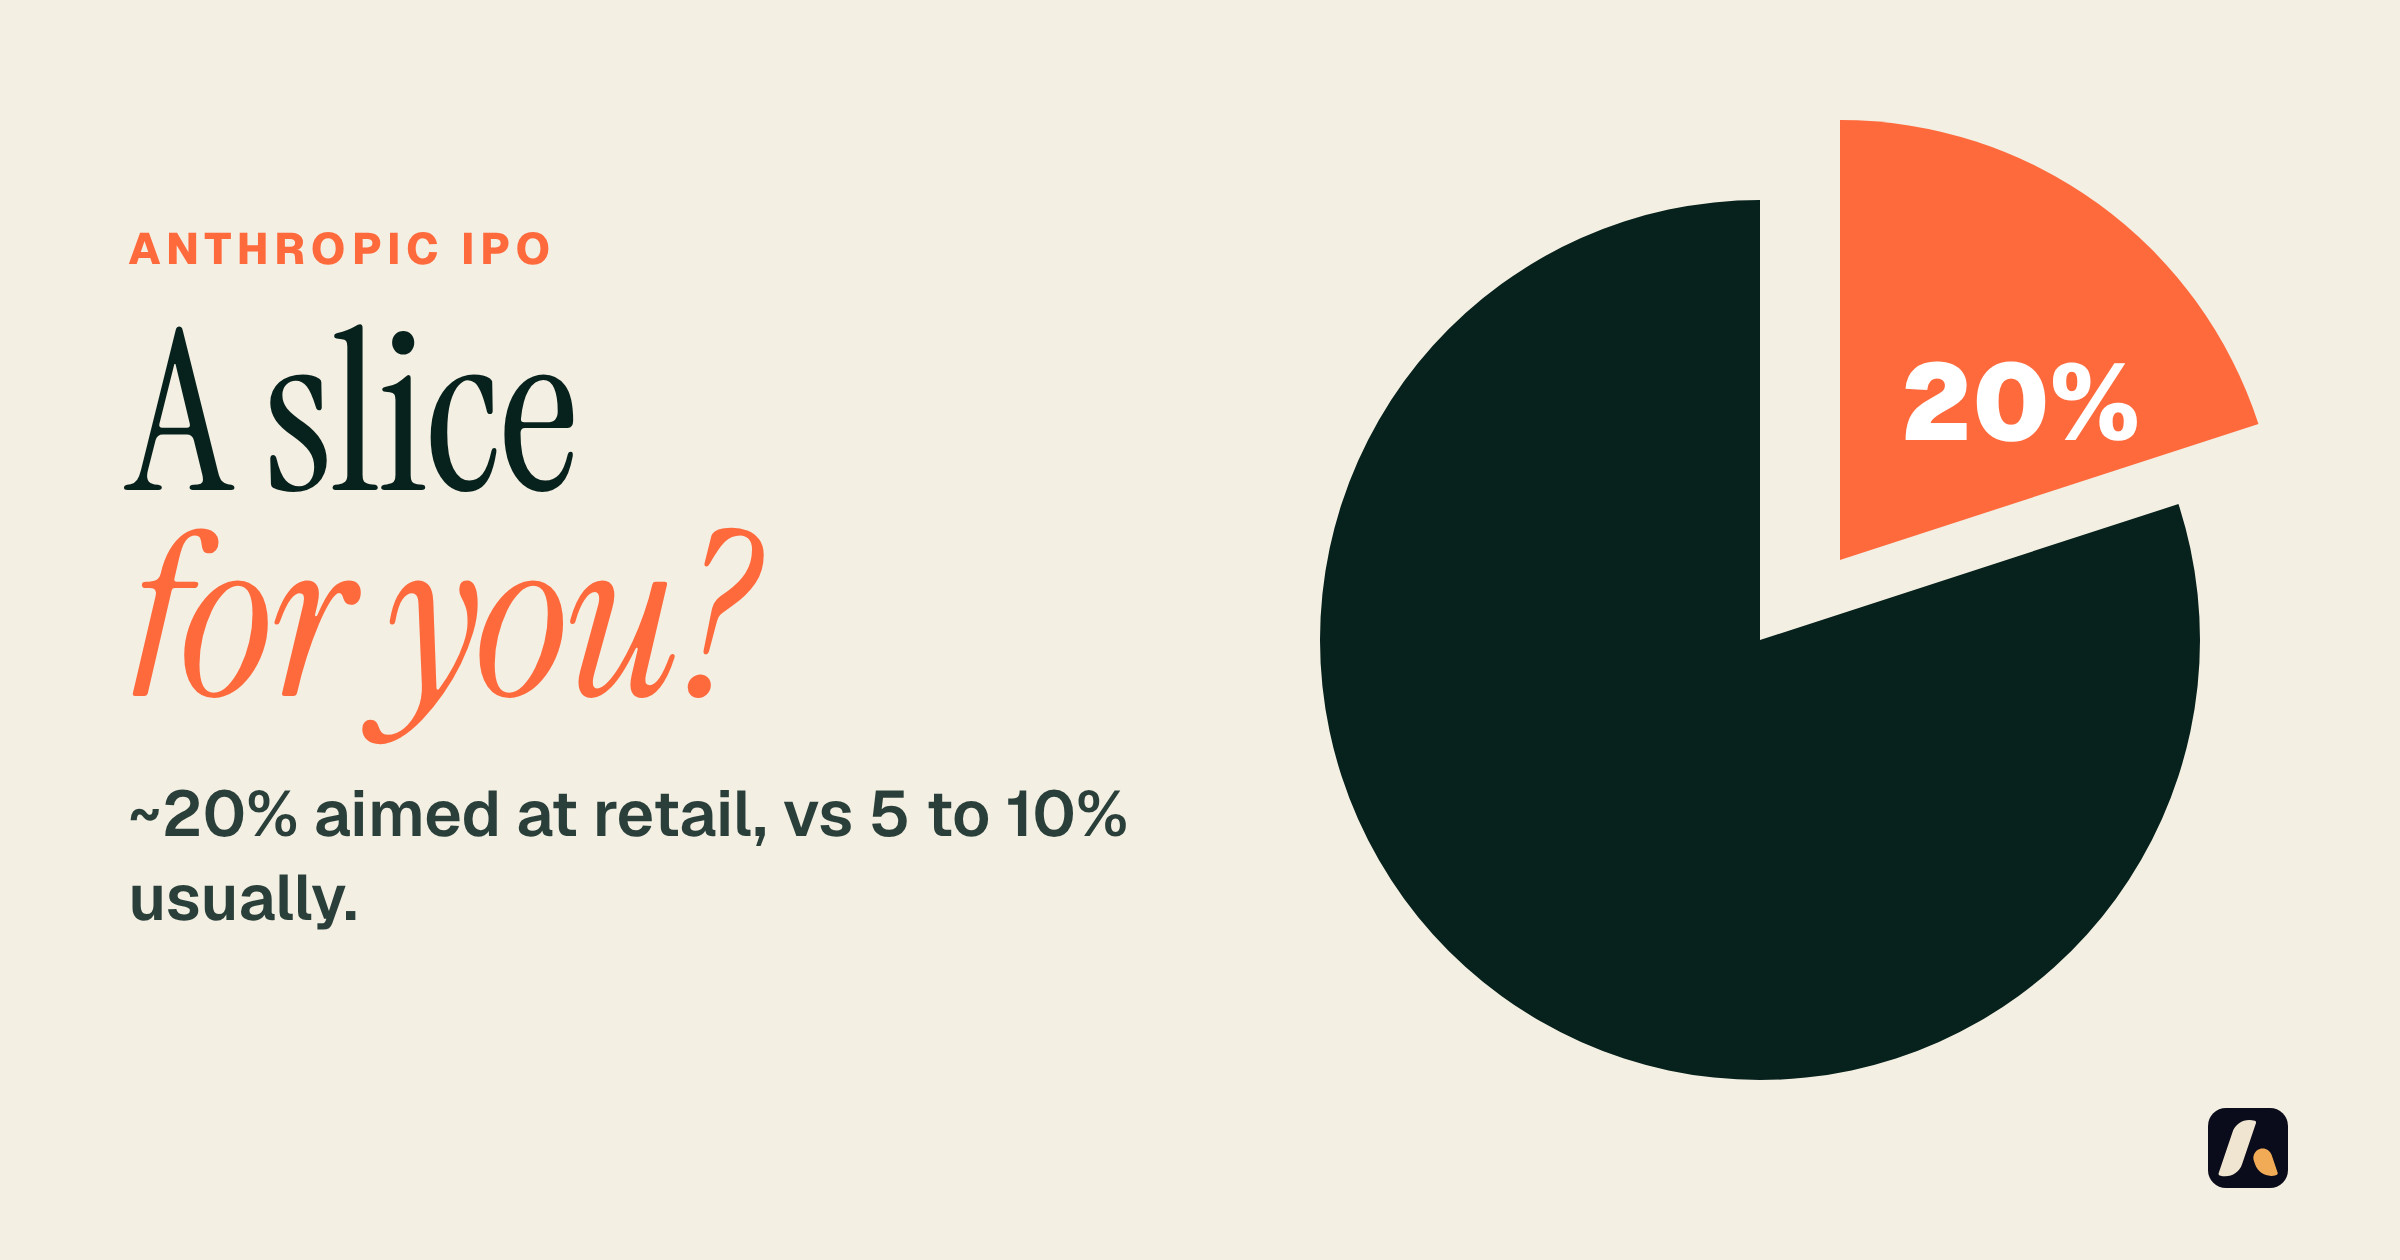 ANTHROPIC IPO
A slice
for you?
~20% aimed at retail, vs 5 to 10%
usually.
20%